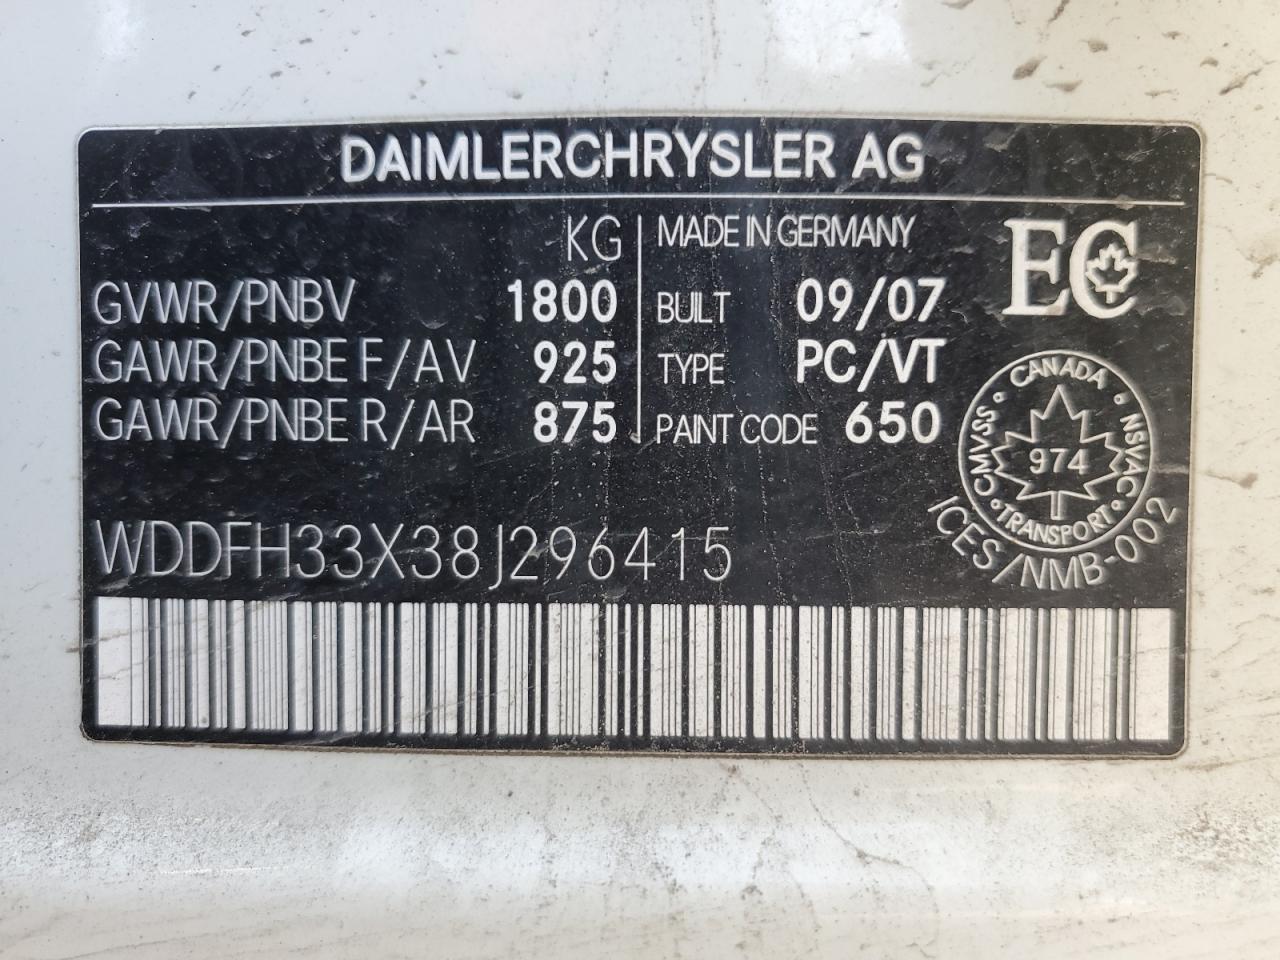 DAIMLERCHRYSLER AG
KG
GVWR/PNBV 1800
GAWR/PNBE F/AV 925
GAWR/PNBE R/AR 875
MADE IN GERMANY
BUILT 09/07
TYPE PC/VT
PAINT CODE 650
EC
CANADA
CMVSS NSVAC
974
TRANSPORT
ICES/NMB-002
WDDFH33X38J296415